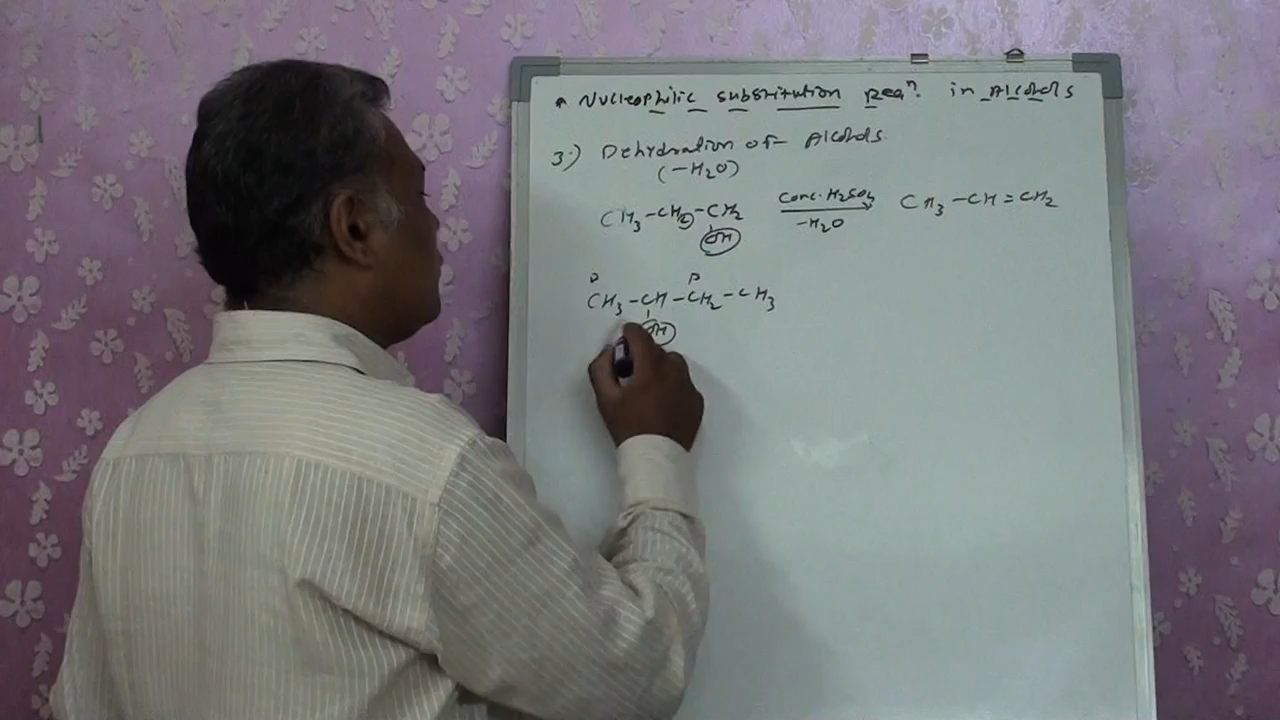 * Nucleophilic substitution reaⁿ. in Alcohols
3.) Dehydration of Alcohols.
(-H2O)
CH3-CH2-CH2 Conc. H2SO4 CH3-CH=CH2
OH -H2O
β β
CH3-CH-CH2-CH3
OH